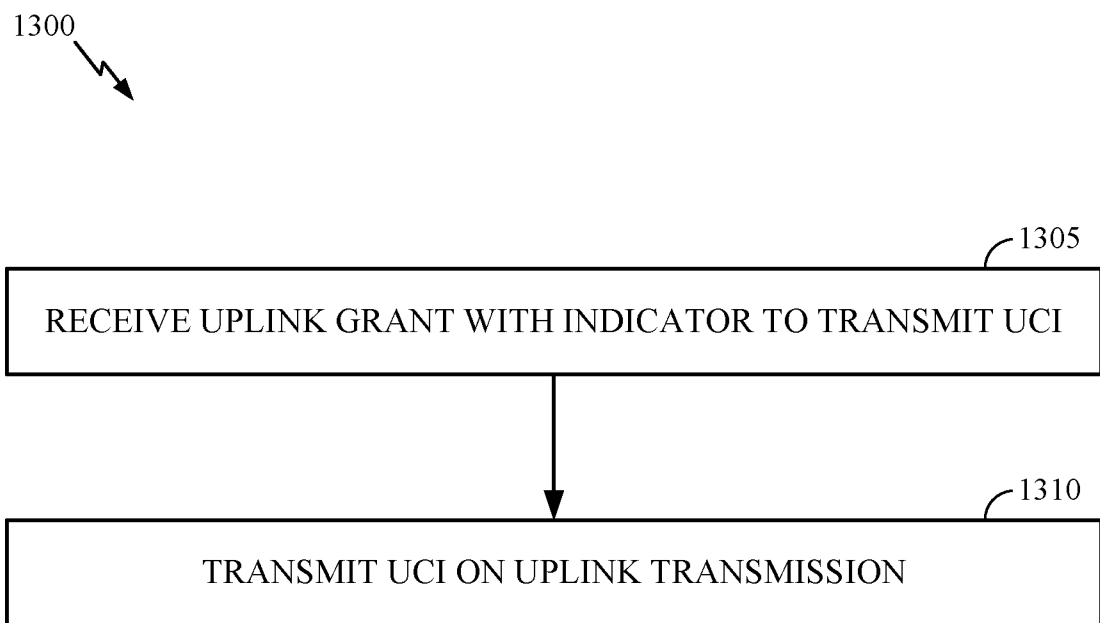 1300
1305
RECEIVE UPLINK GRANT WITH INDICATOR TO TRANSMIT UCI
1310
TRANSMIT UCI ON UPLINK TRANSMISSION